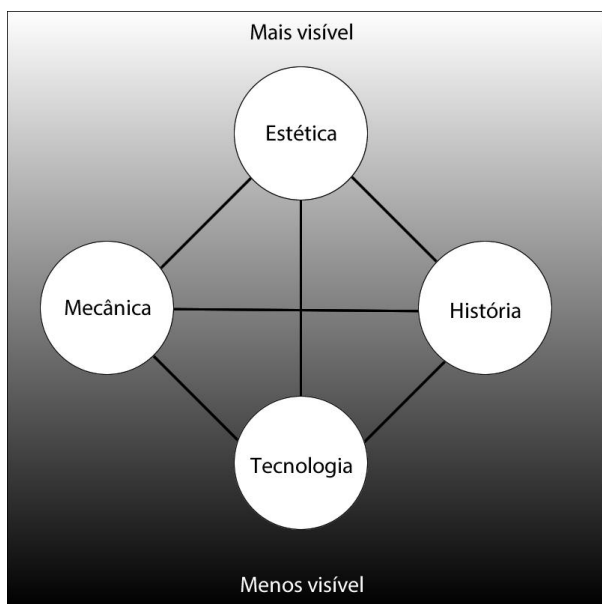 Mais visível
Estética
Mecânica
História
Tecnologia
Menos visível